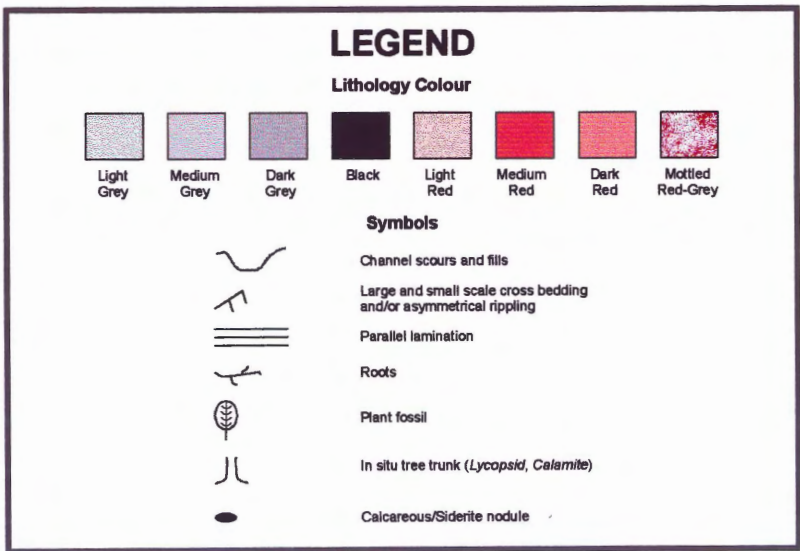 LEGEND
Lithology Colour
Light Grey
Medium Grey
Dark Grey
Black
Light Red
Medium Red
Dark Red
Mottled Red-Grey
Symbols
Channel scours and fills
Large and small scale cross bedding
and/or asymmetrical rippling
Parallel lamination
Roots
Plant fossil
In situ tree trunk (Lycopsid, Calamite)
Calcareous/Siderite nodule